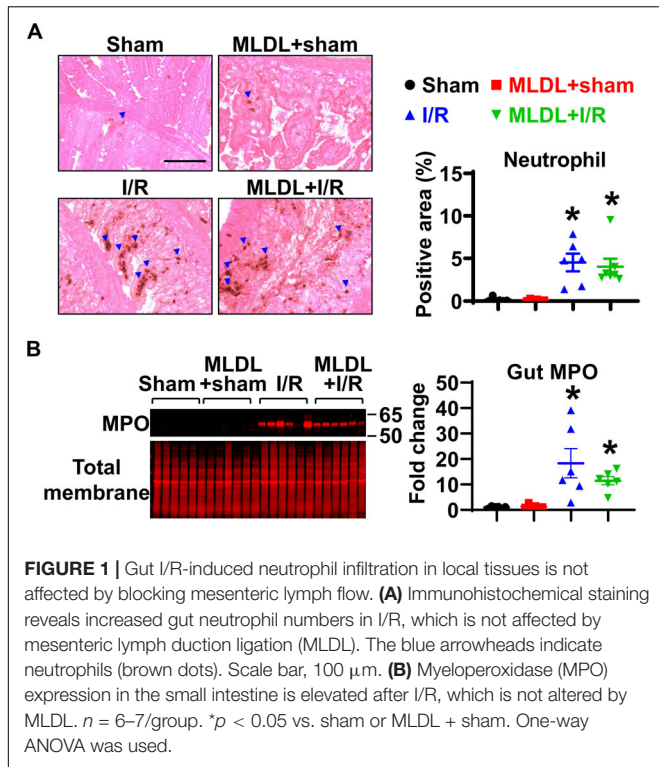 A
Sham
MLDL+sham
I/R
MLDL+I/R
● Sham ■ MLDL+sham
▲ I/R ▼ MLDL+I/R
Neutrophil
Positive area (%)
15
10
5
0
* *
B
Sham MLDL+sham I/R MLDL+I/R
MPO
65
50
Total membrane
Gut MPO
Fold change
50
40
30
20
10
0
* *
FIGURE 1 | Gut I/R-induced neutrophil infiltration in local tissues is not
affected by blocking mesenteric lymph flow. (A) Immunohistochemical staining
reveals increased gut neutrophil numbers in I/R, which is not affected by
mesenteric lymph duction ligation (MLDL). The blue arrowheads indicate
neutrophils (brown dots). Scale bar, 100 μm. (B) Myeloperoxidase (MPO)
expression in the small intestine is elevated after I/R, which is not altered by
MLDL. n = 6–7/group. *p < 0.05 vs. sham or MLDL + sham. One-way
ANOVA was used.